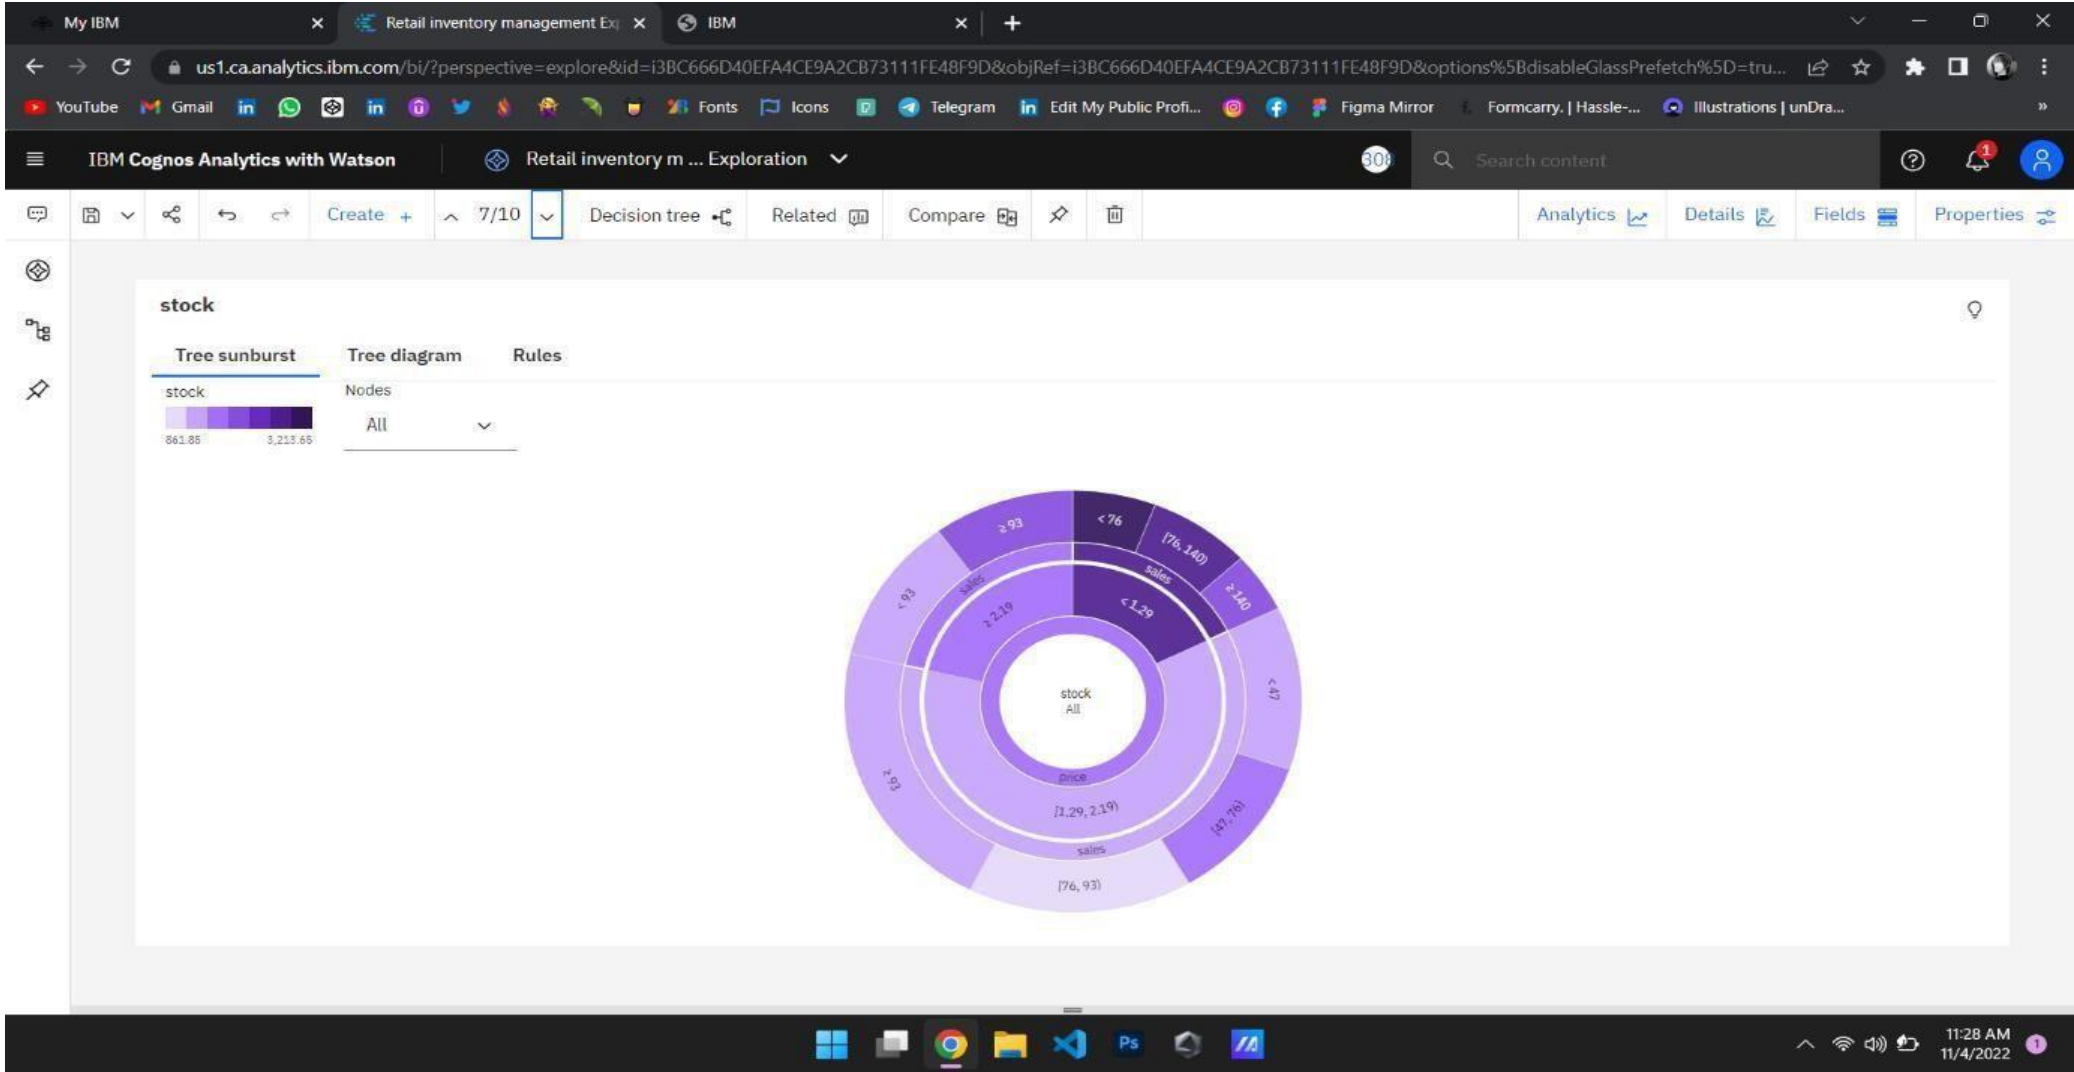 My IBM
Retail inventory management Exp
IBM
us1.ca.analytics.ibm.com/bi/?perspective=explore&id=i3BC666D40EFA4CE9A2CB73111FE48F9D&objRef=i3BC666D40EFA4CE9A2CB73111FE48F9D&options%5BdisableGlassPrefetch%5D=tru...
YouTube Gmail Fonts Icons Telegram Edit My Public Profi... Figma Mirror Formcarry. | Hassle-... Illustrations | unDra... »
IBM Cognos Analytics with Watson
Retail inventory m ... Exploration
Search content
1
Create + 7/10 Decision tree Related Compare Analytics Details Fields Properties
stock
Tree sunburst Tree diagram Rules
stock
861.85 3,213.65
Nodes
All
≥ 93
< 76
[76, 140)
≥ 140
< 93
sales
sales
≥ 2.19
< 1.29
< 47
stock
All
≥ 93
price
[1.29, 2.19)
[47, 76)
sales
[76, 93)
Ps
11:28 AM
11/4/2022
1